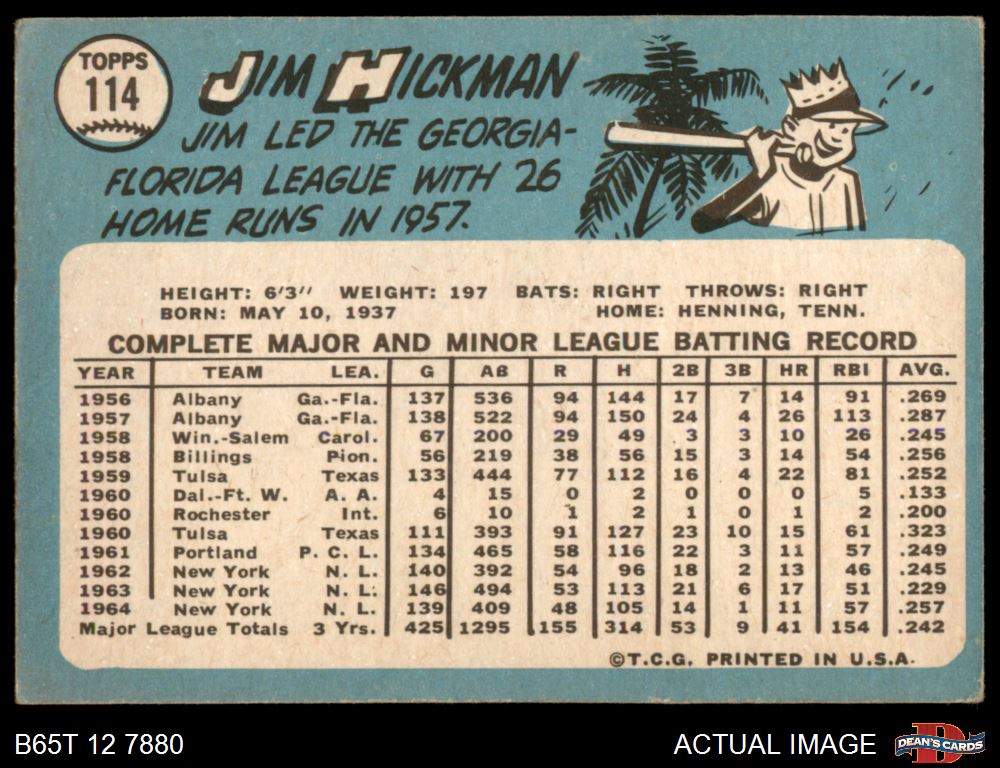 TOPPS
114
JIM HICKMAN
JIM LED THE GEORGIA-
FLORIDA LEAGUE WITH 26
HOME RUNS IN 1957.
HEIGHT: 6'3" WEIGHT: 197 BATS: RIGHT THROWS: RIGHT
BORN: MAY 10, 1937 HOME: HENNING, TENN.
COMPLETE MAJOR AND MINOR LEAGUE BATTING RECORD
YEAR TEAM LEA. G AB R H 2B 3B HR RBI AVG.
1956 Albany Ga.-Fla. 137 536 94 144 17 7 14 91 .269
1957 Albany Ga.-Fla. 138 522 94 150 24 4 26 113 .287
1958 Win.-Salem Carol. 67 200 29 49 3 3 10 26 .245
1958 Billings Pion. 56 219 38 56 15 3 14 54 .256
1959 Tulsa Texas 133 444 77 112 16 4 22 81 .252
1960 Dal.-Ft. W. A. A. 4 15 0 2 0 0 0 5 .133
1960 Rochester Int. 6 10 1 2 1 0 1 2 .200
1960 Tulsa Texas 111 393 91 127 23 10 15 61 .323
1961 Portland P. C. L. 134 465 58 116 22 3 11 57 .249
1962 New York N. L. 140 392 54 96 18 2 13 46 .245
1963 New York N. L. 146 494 53 113 21 6 17 51 .229
1964 New York N. L. 139 409 48 105 14 1 11 57 .257
Major League Totals 3 Yrs. 425 1295 155 314 53 9 41 154 .242
©T.C.G. PRINTED IN U.S.A.
B65T 12 7880 ACTUAL IMAGE D DEAN'S CARDS